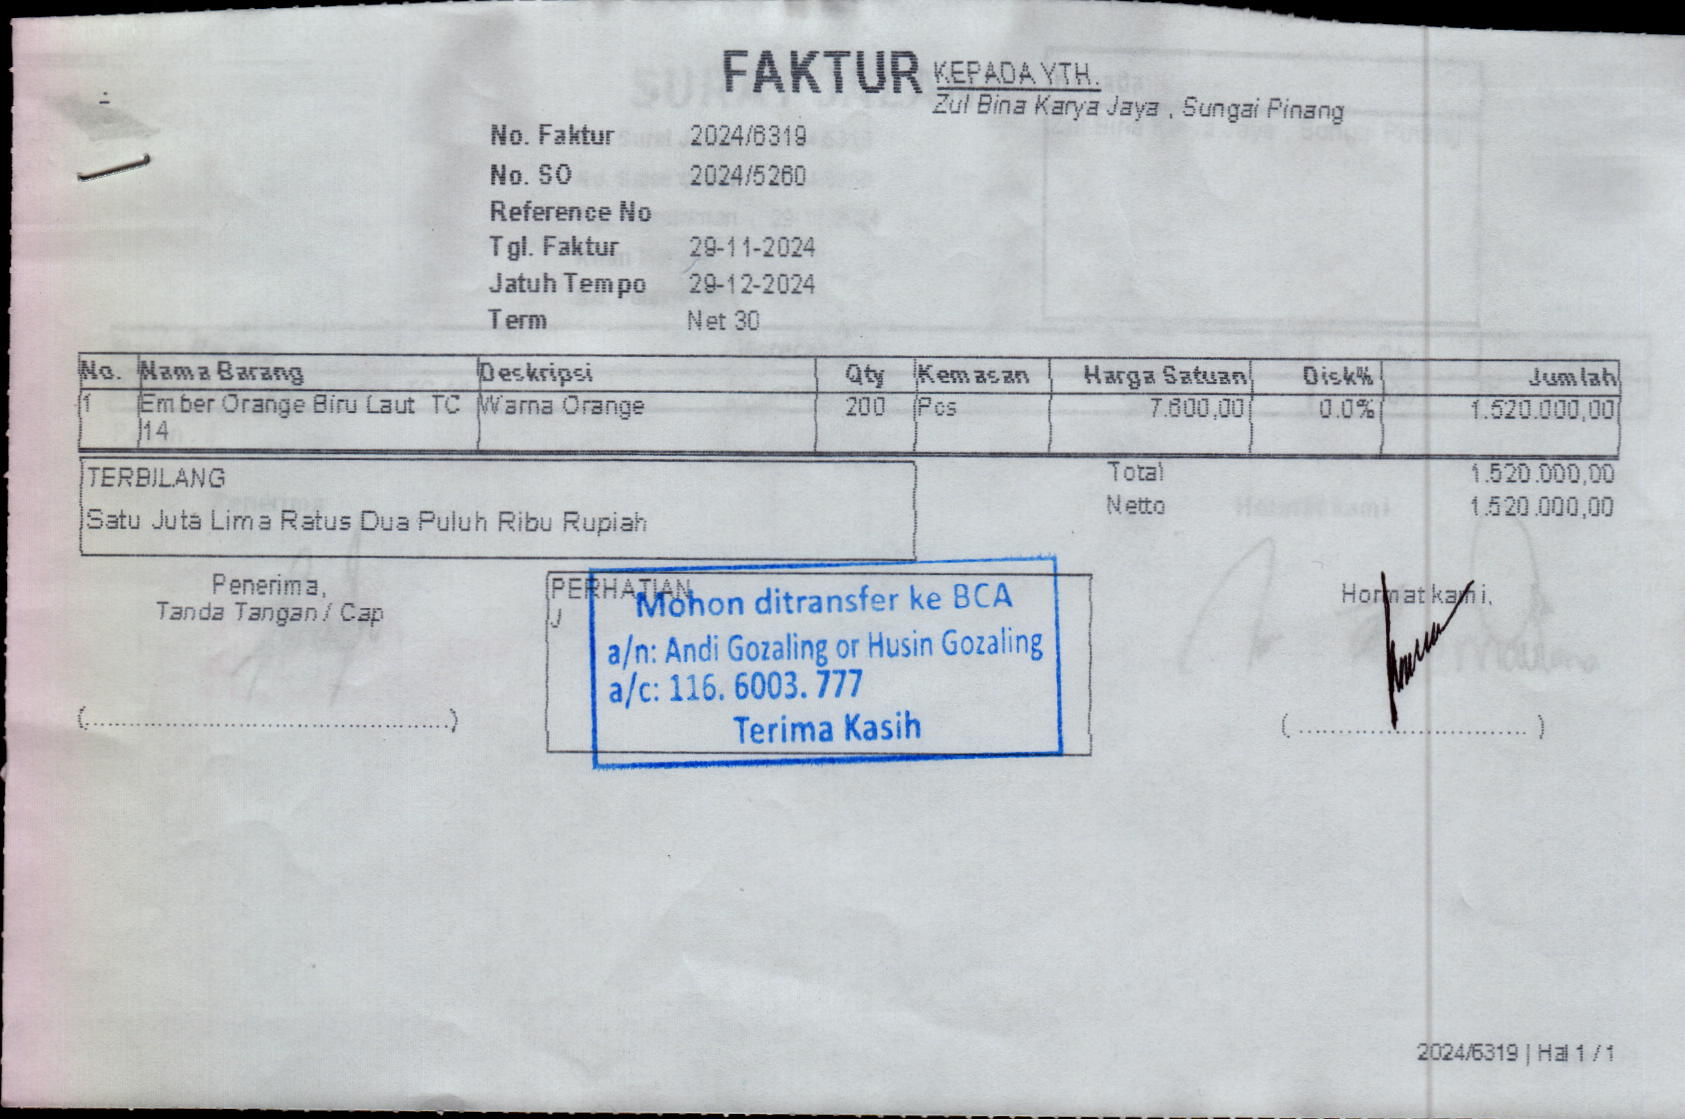 FAKTUR
KEPADA YTH.
Zul Bina Karya Jaya , Sungai Pinang
No. Faktur 2024/6319
No. SO 2024/5260
Reference No
Tgl. Faktur 29-11-2024
Jatuh Tempo 29-12-2024
Term Net 30
No. Nama Barang Deskripsi Qty Kemasan Harga Satuan Disk% Jumlah
1 Ember Orange Biru Laut TC Warna Orange 200 Pcs 7.600,00 0.0% 1.520.000,00
14
TERBILANG
Satu Juta Lima Ratus Dua Puluh Ribu Rupiah
Total 1.520.000,00
Netto 1.520.000,00
Penerima,
Tanda Tangan / Cap
(............................................)
PERHATIAN
Mohon ditransfer ke BCA
a/n: Andi Gozaling or Husin Gozaling
a/c: 116. 6003. 777
Terima Kasih
Hormat kami,
(............................)
2024/6319 | Hal 1 / 1